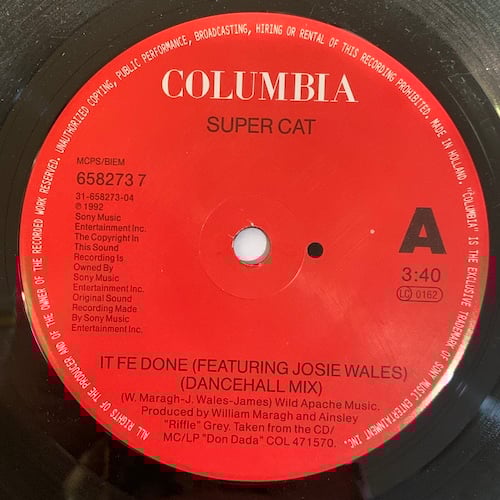 ALL RIGHTS OF THE PRODUCER AND OF THE OWNER OF THE RECORDED WORK RESERVED. UNAUTHORIZED COPYING, PUBLIC PERFORMANCE, BROADCASTING, HIRING OR RENTAL OF THIS RECORDING PROHIBITED. MADE IN HOLLAND. "COLUMBIA" IS THE EXCLUSIVE TRADEMARK OF SONY MUSIC ENTERTAINMENT INC.
COLUMBIA
SUPER CAT
MCPS/BIEM
658273 7
31-658273-04
℗ 1992
Sony Music
Entertainment Inc.
The Copyright In
This Sound
Recording Is
Owned By
Sony Music
Entertainment Inc.
Original Sound
Recording Made
By Sony Music
Entertainment Inc.
A
3:40
LC 0162
IT FE DONE (FEATURING JOSIE WALES)
(DANCEHALL MIX)
(W. Maragh-J. Wales-James) Wild Apache Music.
Produced by William Maragh and Ainsley
"Riffle" Grey. Taken from the CD/
MC/LP "Don Dada" COL 471570.